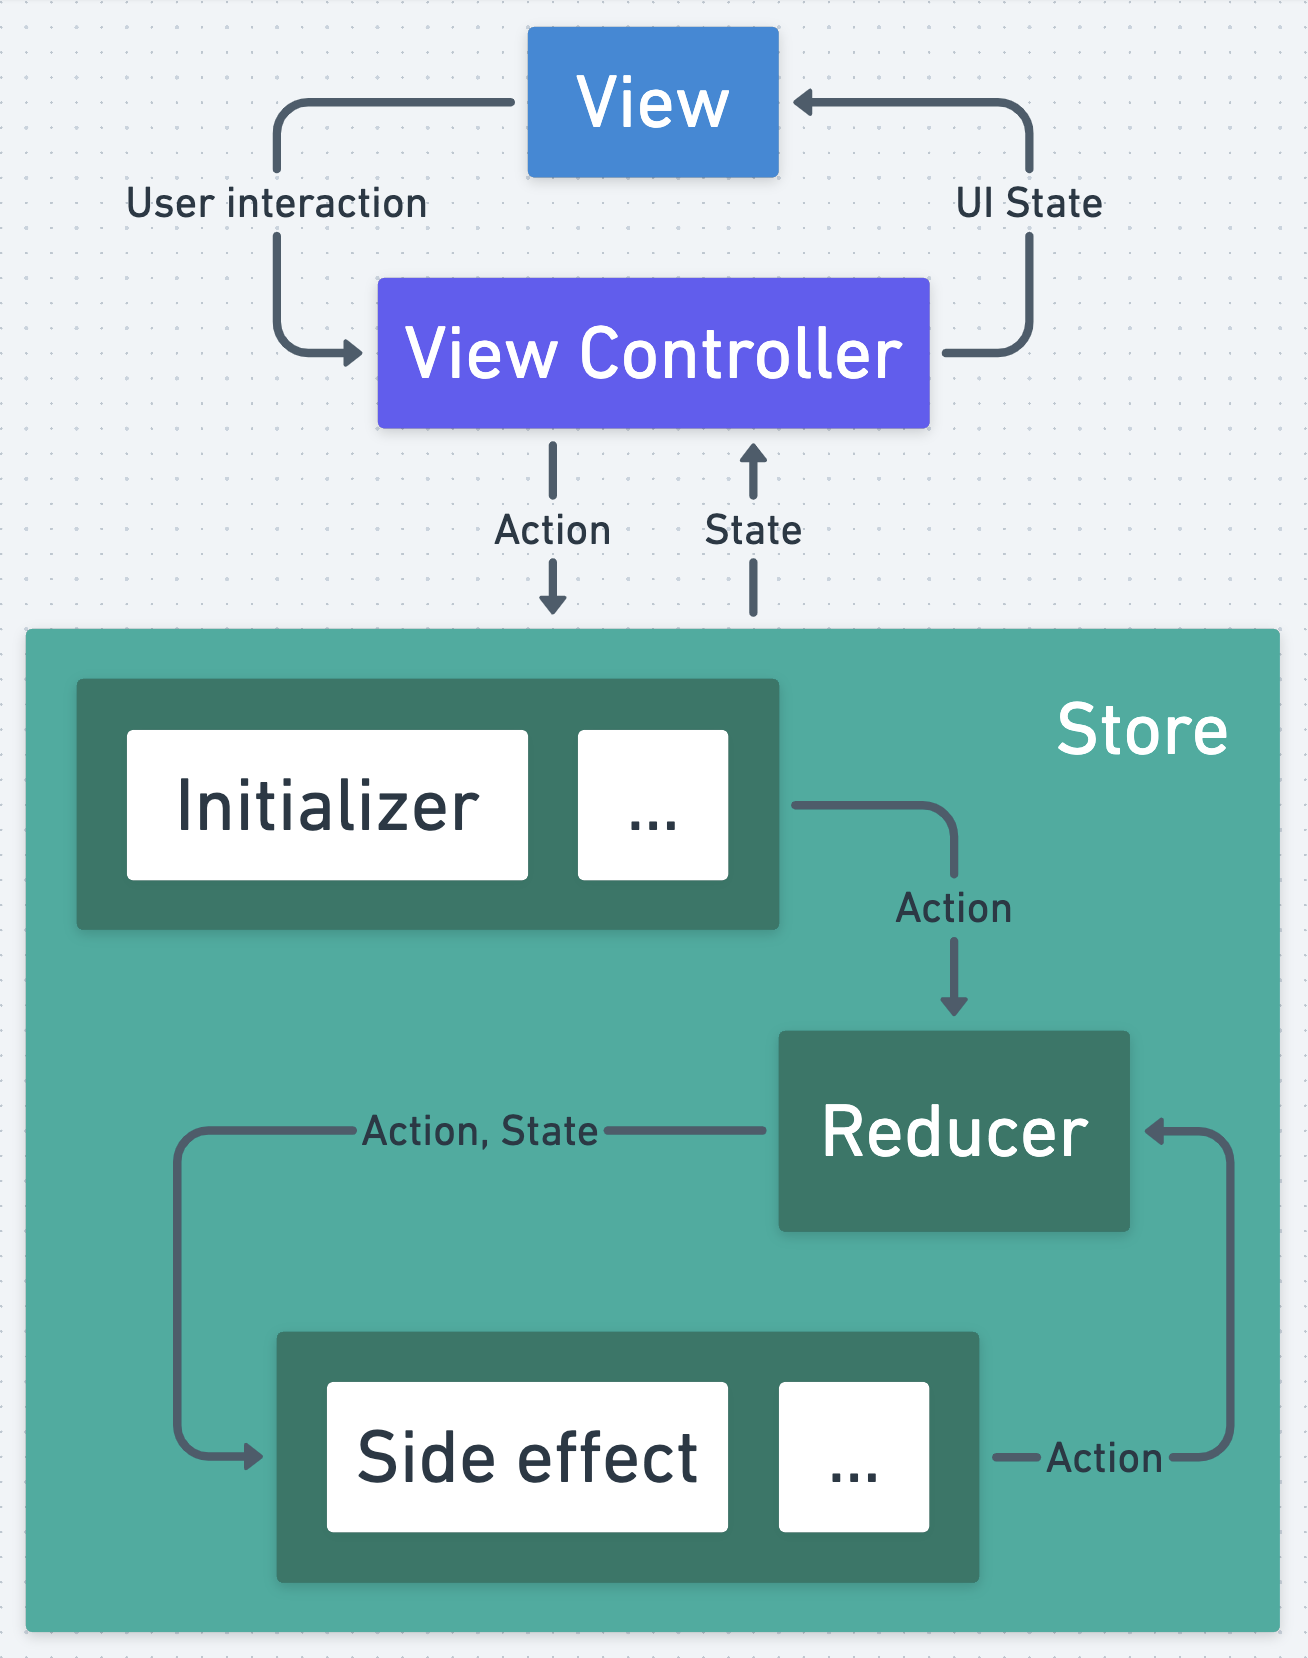 View
User interaction
UI State
View Controller
Action
State
Store
Initializer
...
Action
Reducer
Action, State
Side effect
...
Action